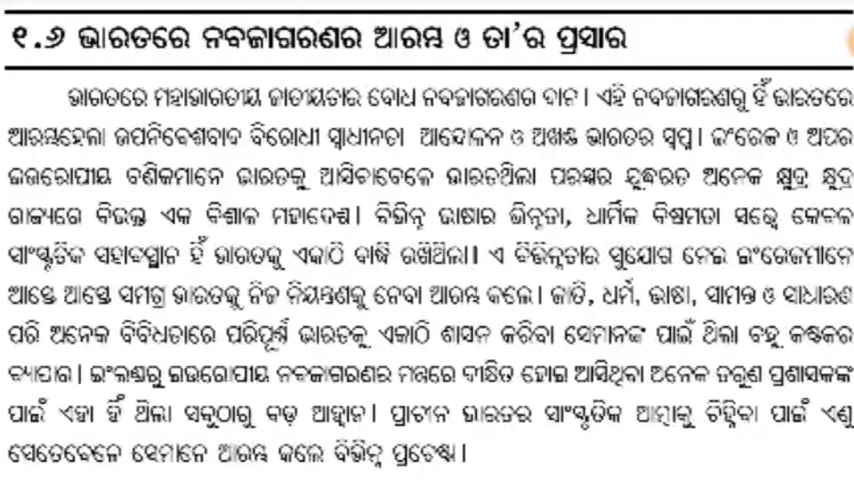 ୧.୬ ଭାରତରେ ନବଜାଗରଣର ଆରମ୍ଭ ଓ ତା'ର ପ୍ରସାର
ଭାରତରେ ମହାଭାରତୀୟ ଜାତୀୟତାର ବୋଧ ନବଜାଗରଣର ଦାନ। ଏହି ନବଜାଗରଣରୁ ହିଁ ଭାରତରେ
ଆରମ୍ଭହେଲା ଉପନିବେଶବାଦ ବିରୋଧୀ ସ୍ୱାଧୀନତା ଆନ୍ଦୋଳନ ଓ ଅଖଣ୍ଡ ଭାରତର ସ୍ୱପ୍ନ। ଇଂରେଜ ଓ ଅପର
ଇଉରୋପୀୟ ବଣିକମାନେ ଭାରତକୁ ଆସିଲାବେଳେ ଭାରତଥିଲା ପରସ୍ପର ଯୁଦ୍ଧରତ ଅନେକ କ୍ଷୁଦ୍ର କ୍ଷୁଦ୍ର
ରାଜ୍ୟରେ ବିଭକ୍ତ ଏକ ବିଶାଳ ମହାଦେଶ। ବିଭିନ୍ନ ଭାଷାର ଭିନ୍ନତା, ଧାର୍ମିକ ବିଷମତା ସତ୍ତ୍ୱେ କେବଳ
ସାଂସ୍କୃତିକ ସହାବସ୍ଥାନ ହିଁ ଭାରତକୁ ଏକାଠି ବାନ୍ଧି ରଖିଥିଲା। ଏ ବିଭିନ୍ନତାର ସୁଯୋଗ ନେଇ ଇଂରେଜମାନେ
ଆସ୍ତେ ଆସ୍ତେ ସମଗ୍ର ଭାରତକୁ ନିଜ ନିୟନ୍ତ୍ରଣକୁ ନେବା ଆରମ୍ଭ କଲେ। ଜାତି, ଧର୍ମ, ଭାଷା, ସାମନ୍ତ ଓ ସାଧାରଣ
ପରି ଅନେକ ବିବିଧତାରେ ପରିପୂର୍ଣ୍ଣ ଭାରତକୁ ଏକାଠି ଶାସନ କରିବା ସେମାନଙ୍କ ପାଇଁ ଥିଲା ବହୁ କଷ୍ଟକର
ବ୍ୟାପାର। ଇଂଲଣ୍ଡରୁ ଇଉରୋପୀୟ ନବଜାଗରଣର ମନ୍ତ୍ରରେ ଦୀକ୍ଷିତ ହୋଇ ଆସିଥିବା ଅନେକ ତରୁଣ ପ୍ରଶାସକଙ୍କ
ପାଇଁ ଏହା ହିଁ ଥିଲା ସବୁଠାରୁ ବଡ଼ ଆହ୍ୱାନ। ପ୍ରାଚୀନ ଭାରତର ସାଂସ୍କୃତିକ ଆତ୍ମାକୁ ଚିହ୍ନିବା ପାଇଁ ଏଣୁ
ସେତେବେଳେ ସେମାନେ ଆରମ୍ଭ କଲେ ବିଭିନ୍ନ ପ୍ରଚେଷ୍ଟା।